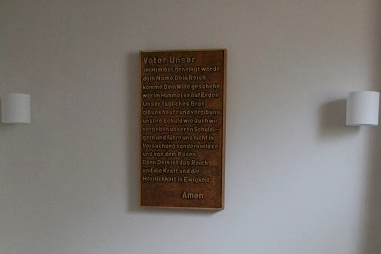 Vater Unser
im Himmel geheiligt werde
dein Name. Dein Reich
komme. Dein Wille geschehe
wie im Himmel so auf Erden
Unser tägliches Brot
gib uns heute und vergib uns
unsere Schuld wie auch wir
vergeben unseren Schuldi-
gern und führe uns nicht in
Versuchung sondern erlöse
uns von dem Bösen
Denn Dein ist das Reich
und die Kraft und die
Herrlichkeit in Ewigkeit
Amen